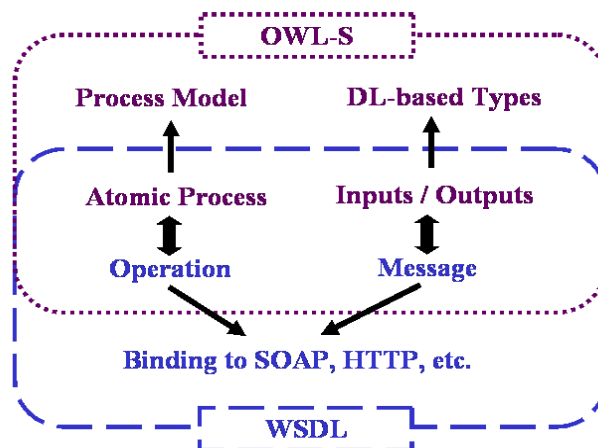 OWL-S
Process Model DL-based Types
Atomic Process Inputs / Outputs
Operation Message
Binding to SOAP, HTTP, etc.
WSDL